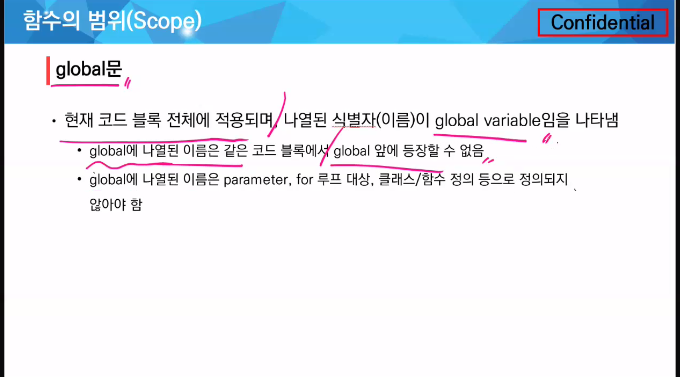 함수의 범위(Scope)
Confidential
global문
• 현재 코드 블록 전체에 적용되며, 나열된 식별자(이름)이 global variable임을 나타냄
• global에 나열된 이름은 같은 코드 블록에서 global 앞에 등장할 수 없음
• global에 나열된 이름은 parameter, for 루프 대상, 클래스/함수 정의 등으로 정의되지
않아야 함